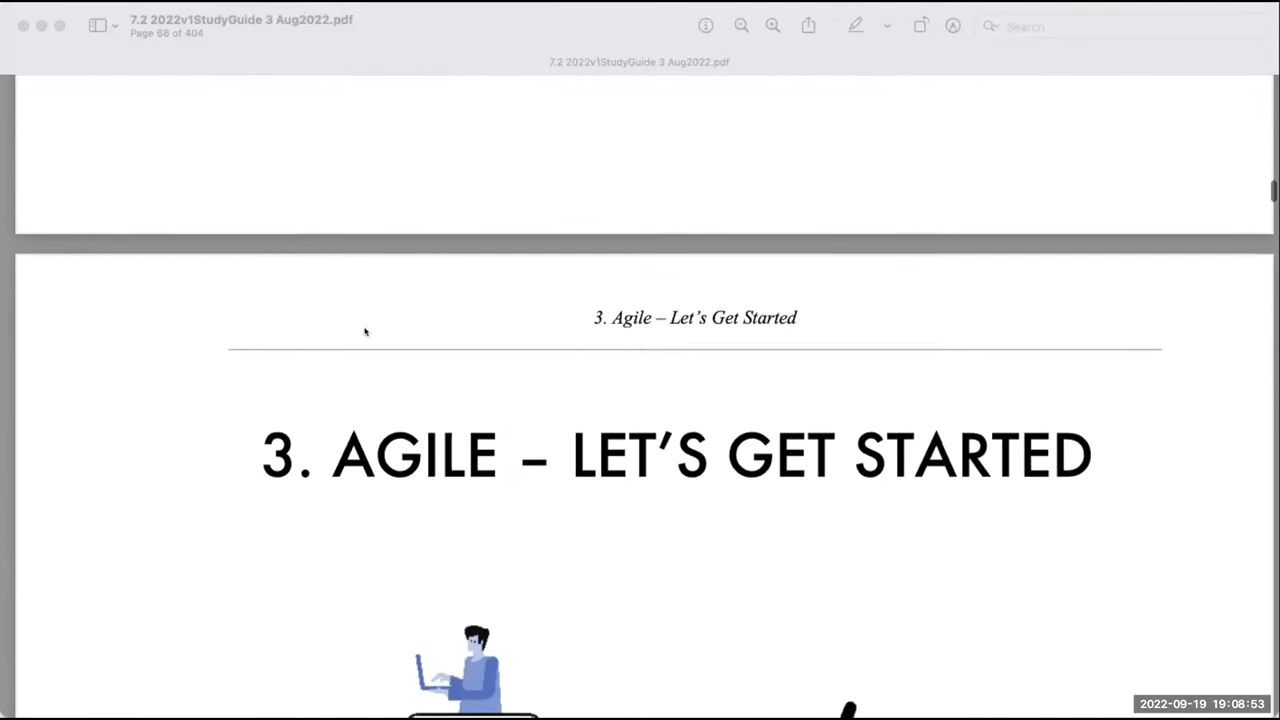 7.2 2022v1StudyGuide 3 Aug2022.pdf
Page 68 of 404
Search
7.2 2022v1StudyGuide 3 Aug2022.pdf
3. Agile – Let’s Get Started
3. AGILE – LET’S GET STARTED
2022-09-19 19:08:53